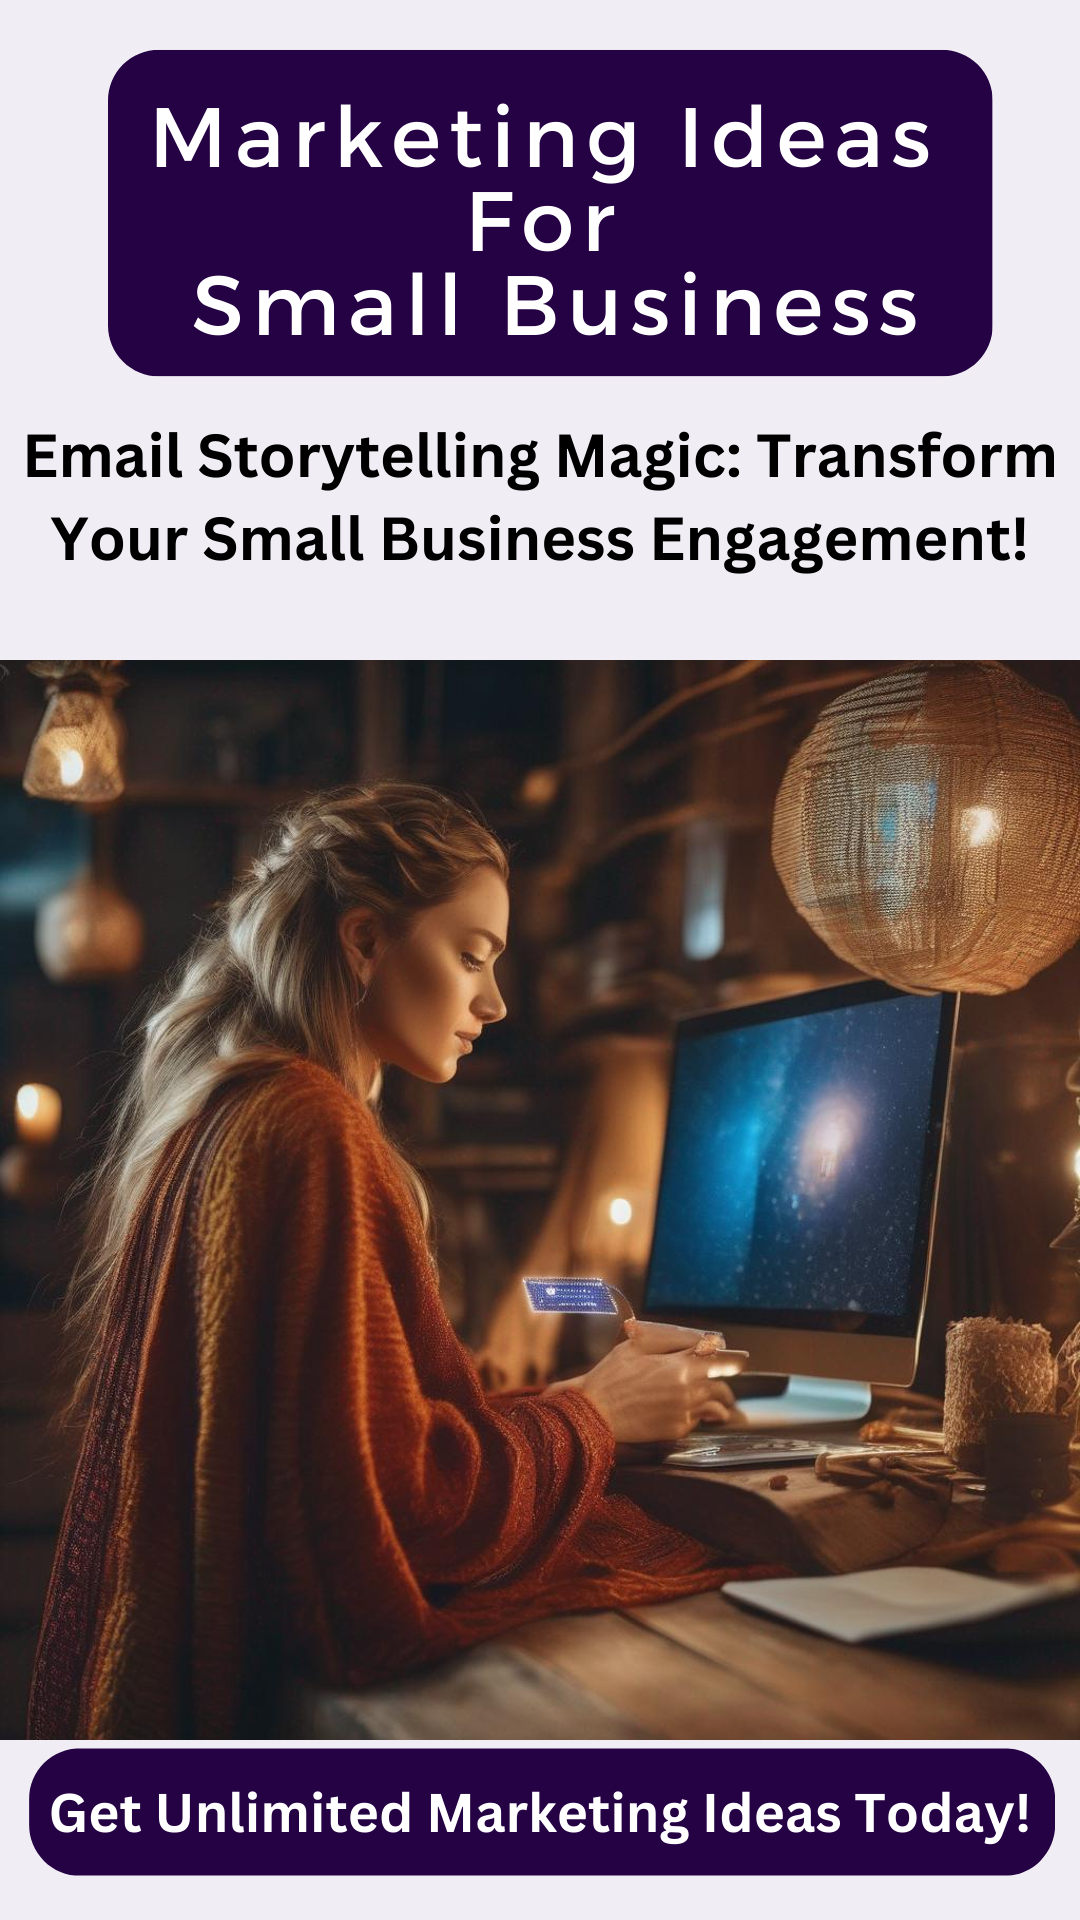 Marketing Ideas
For
Small Business
Email Storytelling Magic: Transform
Your Small Business Engagement!
Get Unlimited Marketing Ideas Today!